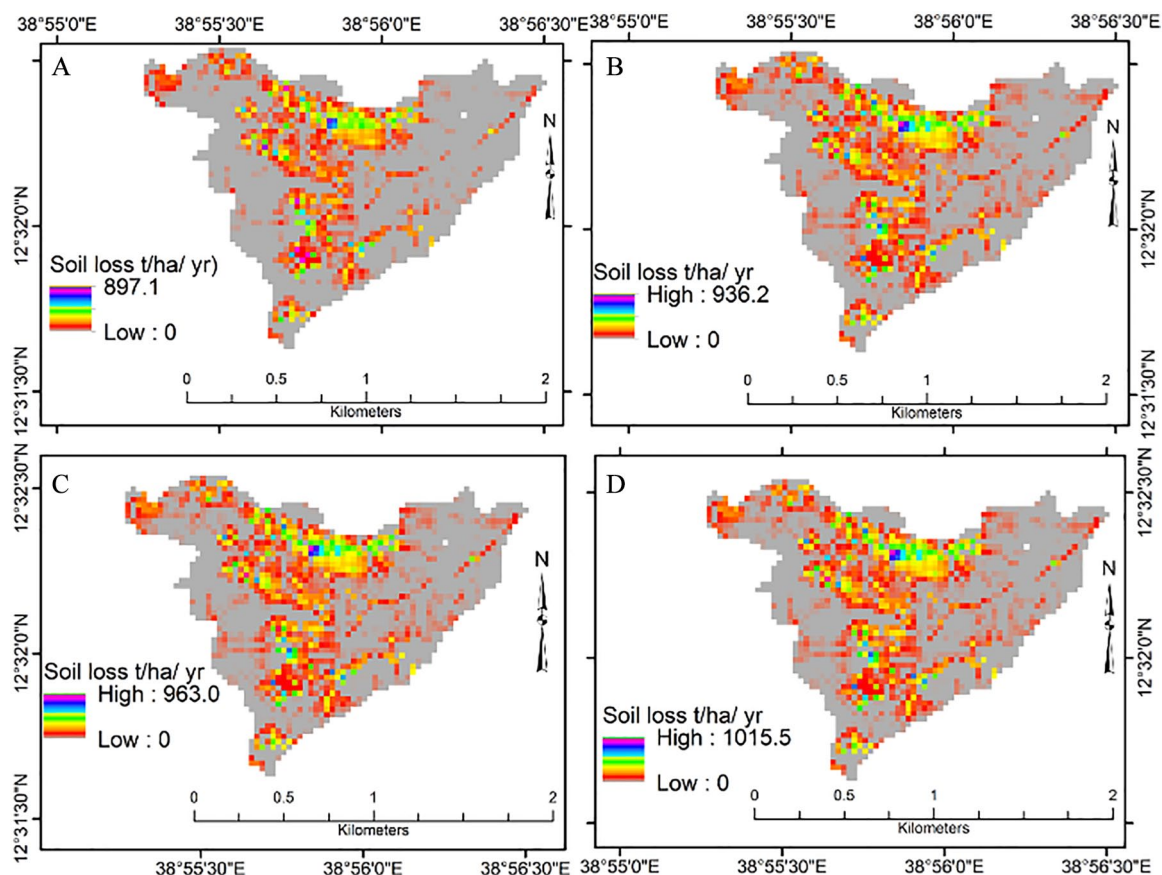 38°55'0"E 38°55'30"E 38°56'0"E 38°56'30"E
38°55'0"E 38°55'30"E 38°56'0"E 38°56'30"E
A
N
12°32'0"N
12°31'30"N
Soil loss t/ha/ yr)
897.1
Low : 0
0 0.5 1 2
Kilometers
B
N
12°32'0"N
12°31'30"N
Soil loss t/ha/ yr
High : 936.2
Low : 0
0 0.5 1 2
Kilometers
C
N
12°32'30"N
12°32'0"N
12°31'30"N
Soil loss t/ha/ yr
High : 963.0
Low : 0
0 0.5 1 2
Kilometers
D
N
12°32'30"N
12°32'0"N
12°31'30"N
Soil loss t/ha/ yr
High : 1015.5
Low : 0
0 0.5 1 2
Kilometers
38°55'30"E 38°56'0"E 38°56'30"E
38°55'0"E 38°55'30"E 38°56'0"E 38°56'30"E